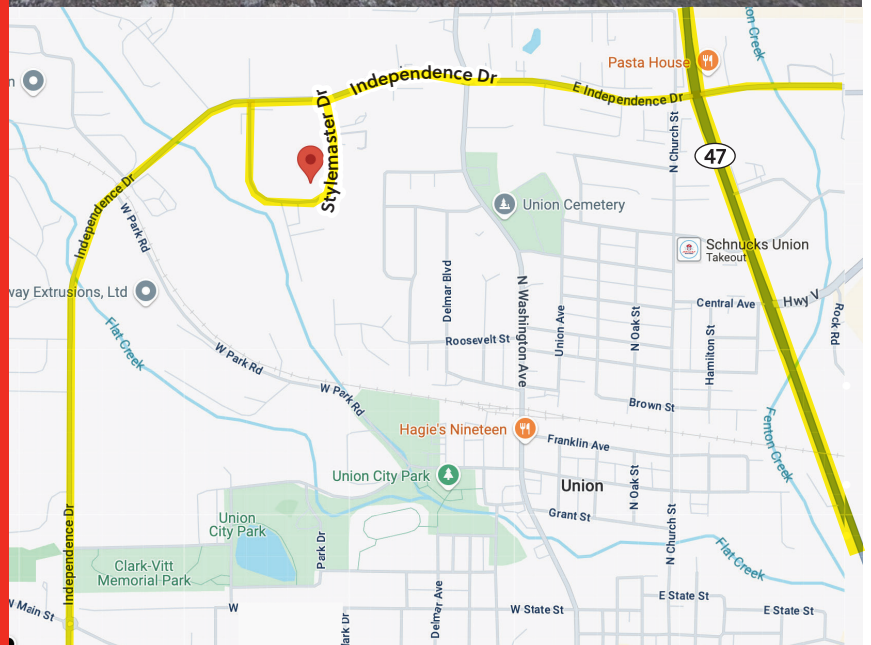 Independence Dr
Stylemaster Dr
Pasta House
E Independence Dr
N Church St
47
Independence Dr
W Park Rd
Union Cemetery
Schnucks Union
Takeout
way Extrusions, Ltd
Flat Creek
W Park Rd
Delmar Blvd
N Washington Ave
Union Ave
N Oak St
Hamilton St
Central Ave
Hwy V
Rock Rd
Roosevelt St
W Park Rd
Brown St
Hagie's Nineteen
Franklin Ave
Fenton Creek
Union City Park
Union
N Oak St
Grant St
N Church St
Union
City Park
Park Dr
Independence Dr
Clark-Vitt
Memorial Park
Flat Creek
Delmar Ave
W State St
E State St
E State St
W